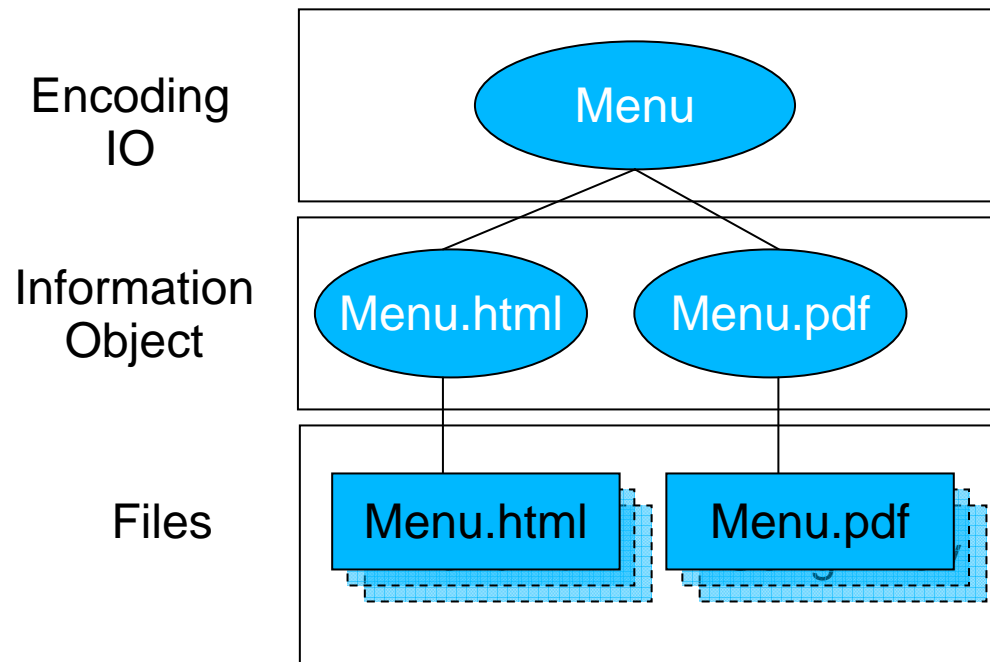 Encoding
IO
Menu
Information
Object
Menu.html
Menu.pdf
Files
Menu.html
Menu.pdf